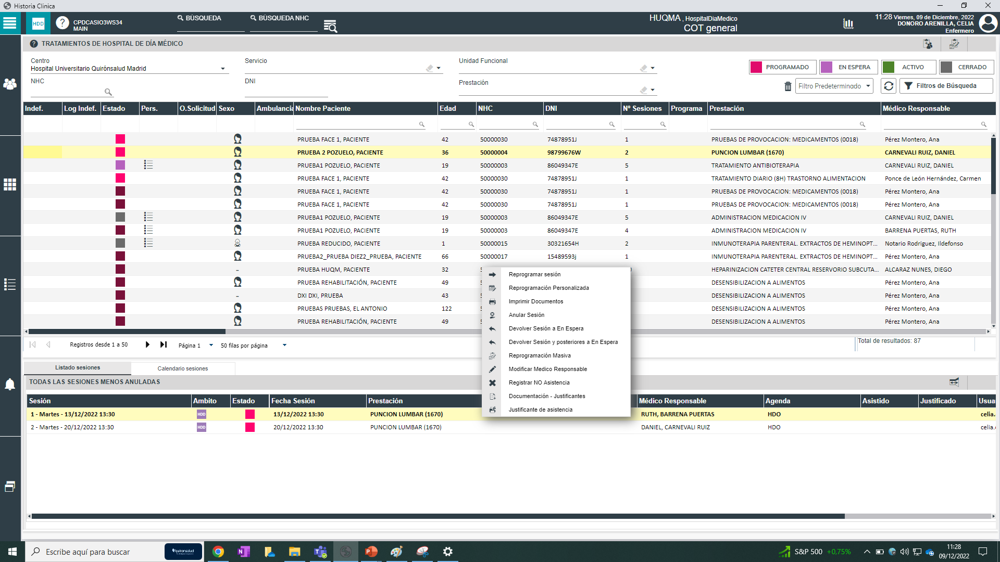 Historia Clinica
HDD
?
CPDCASIO3WS34
MAIN
BÚSQUEDA
BÚSQUEDA NHC
HUQMA , HospitalDiaMedico
COT general
11:28 Viernes, 09 de Diciembre, 2022
DONORO ARENILLA, CELIA
Enfermero
? TRATAMIENTOS DE HOSPITAL DE DÍA MÉDICO
Centro
Hospital Universitario Quirónsalud Madrid
Servicio
Unidad Funcional
PROGRAMADO
EN ESPERA
ACTIVO
CERRADO
NHC
DNI
Prestación
Filtro Predeterminado
Filtros de Búsqueda
Indef. Log Indef. Estado Pers. O.Solicitud Sexo Ambulancia Nombre Paciente Edad NHC DNI Nº Sesiones Programa Prestación Médico Responsable
PRUEBA FACE 1, PACIENTE 42 50000030 74878951J 1 PRUEBAS DE PROVOCACION: MEDICAMENTOS (0018) Pérez Montero, Ana
PRUEBA 2 POZUELO, PACIENTE 36 50000004 98799676W 2 PUNCION LUMBAR (1670) CARNEVALI RUIZ, DANIEL
PRUEBA1 POZUELO, PACIENTE 19 50000003 86049347E 5 TRATAMIENTO ANTIBIOTERAPIA CARNEVALI RUIZ, DANIEL
PRUEBA FACE 1, PACIENTE 42 50000030 74878951J 1 TRATAMIENTO DIARIO (8H) TRASTORNO ALIMENTACION Ponce de León Hernández, Carmen
PRUEBA FACE 1, PACIENTE 42 50000030 74878951J 1 PRUEBAS DE PROVOCACION: MEDICAMENTOS (0018) Pérez Montero, Ana
PRUEBA FACE 1, PACIENTE 42 50000030 74878951J 1 PRUEBAS DE PROVOCACION: MEDICAMENTOS (0018) Pérez Montero, Ana
PRUEBA1 POZUELO, PACIENTE 19 50000003 86049347E 5 ADMINISTRACION MEDICACION IV CARNEVALI RUIZ, DANIEL
PRUEBA1 POZUELO, PACIENTE 19 50000003 86049347E 4 ADMINISTRACION MEDICACION IV BARRENA PUERTAS, RUTH
PRUEBA REDUCIDO, PACIENTE 1 50000015 30321654H 2 INMUNOTERAPIA PARENTERAL. EXTRACTOS DE HEMINOPT... Notario Rodriguez, Ildefonso
PRUEBA2_PRUEBA DIEZ2_PRUEBA, PACIENTE 66 50000017 15489593j 1 INMUNOTERAPIA PARENTERAL. EXTRACTOS DE HEMINOPT... Pérez Montero, Ana
- PRUEBA HUQM, PACIENTE 32 HEPARINIZACION CATETER CENTRAL RESERVORIO SUBCUTA... ALCARAZ NUNES, DIEGO
PRUEBA REHABILITACIÓN, PACIENTE 49 DESENSIBILIZACION A ALIMENTOS Pérez Montero, Ana
- DXI DXI, PRUEBA 43 DESENSIBILIZACION A ALIMENTOS Pérez Montero, Ana
PRUEBAS PRUEBAS, EL ANTONIO 122 DESENSIBILIZACION A ALIMENTOS Pérez Montero, Ana
PRUEBA REHABILITACIÓN, PACIENTE 49 DESENSIBILIZACION A ALIMENTOS Pérez Montero, Ana
Reprogramar sesión
Reprogramación Personalizada
Imprimir Documentos
Anular Sesión
Devolver Sesión a En Espera
Devolver Sesión y posteriores a En Espera
Reprogramación Masiva
Modificar Medico Responsable
Registrar NO Asistencia
Documentación - Justificantes
Justificante de asistencia
Registros desde 1 a 50
Página 1
50 filas por página
Total de resultados: 87
Listado sesiones
Calendario sesiones
TODAS LAS SESIONES MENOS ANULADAS
Sesión Ambito Estado Fecha Sesión Prestación Médico Responsable Agenda Asistido Justificado Usua
1 - Martes - 13/12/2022 13:30 HDD 13/12/2022 13:30 PUNCION LUMBAR (1670) RUTH, BARRENA PUERTAS HDO celia.
2 - Martes - 20/12/2022 13:30 HDD 20/12/2022 13:30 PUNCION LUMBAR (1670) DANIEL, CARNEVALI RUIZ HDO celia.
Escribe aquí para buscar
quironsalud
S&P 500 +0,75%
11:28
09/12/2022